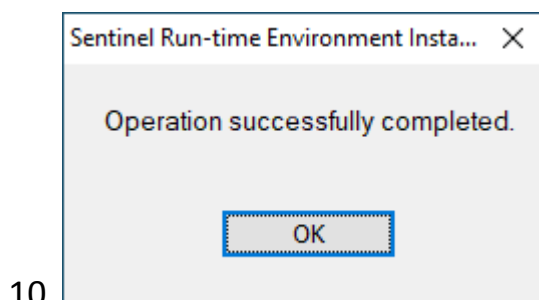 Sentinel Run-time Environment Insta...
Operation successfully completed.
OK
10